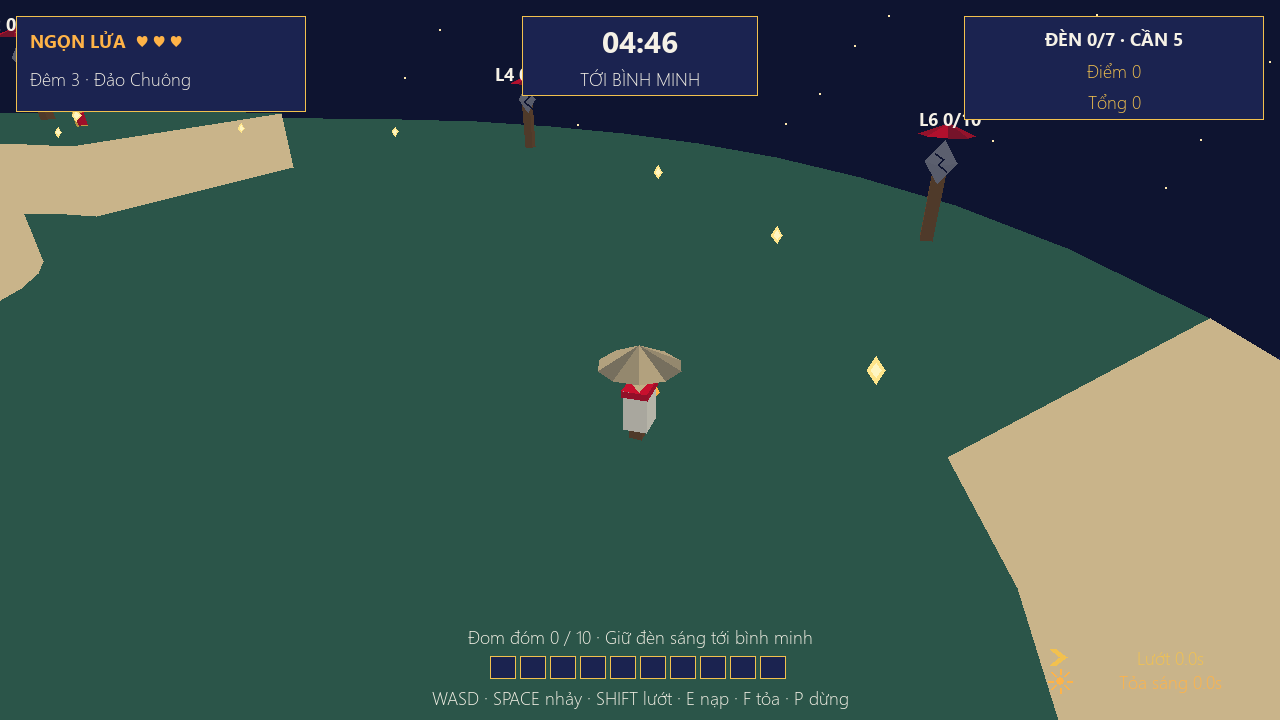 NGỌN LỬA
Đêm 3 · Đảo Chuông
04:46
TỚI BÌNH MINH
ĐÈN 0/7 · CẦN 5
Điểm 0
Tổng 0
L4
L6 0/10
Đom đóm 0 / 10 · Giữ đèn sáng tới bình minh
Lướt 0.0s
Tỏa sáng 0.0s
WASD · SPACE nhảy · SHIFT lướt · E nạp · F tỏa · P dừng